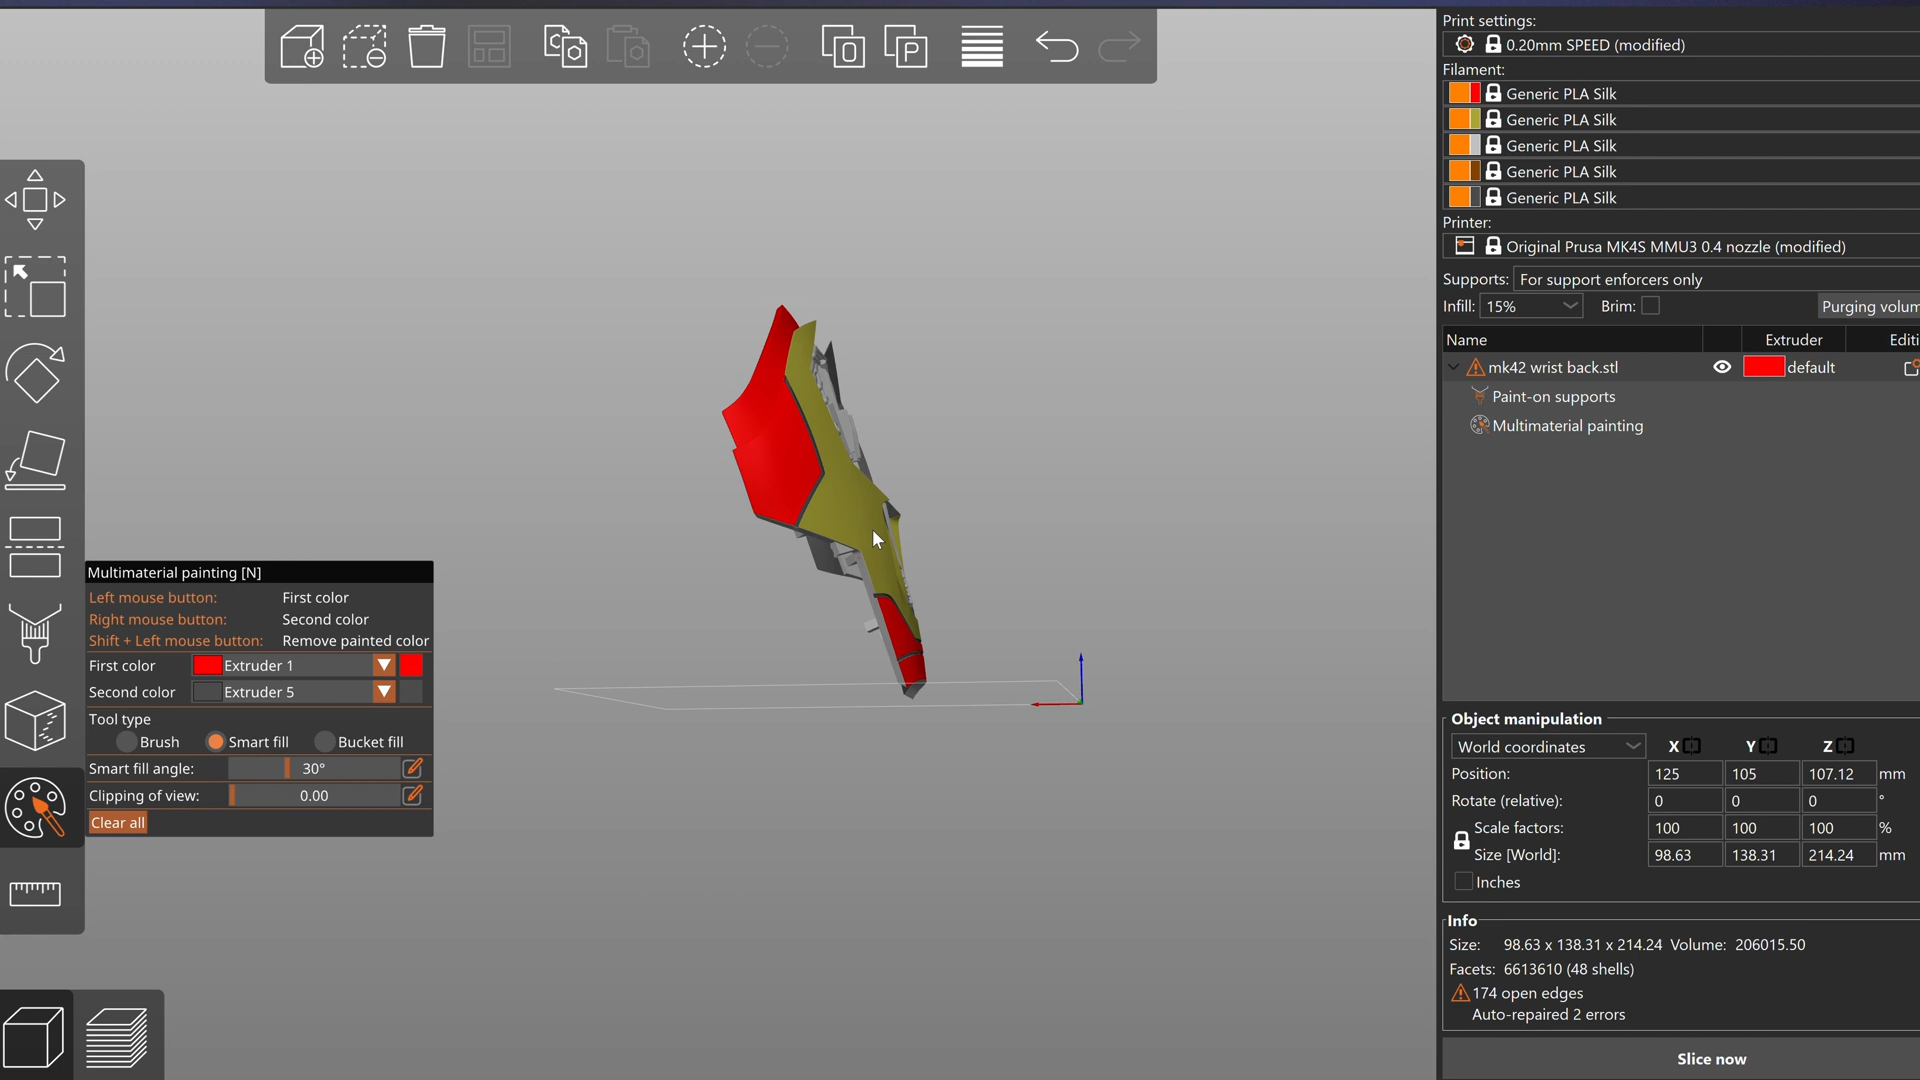 Print settings:
0.20mm SPEED (modified)
Filament:
Generic PLA Silk
Generic PLA Silk
Generic PLA Silk
Generic PLA Silk
Generic PLA Silk
Printer:
Original Prusa MK4S MMU3 0.4 nozzle (modified)
Supports: For support enforcers only
Infill: 15% Brim: Purging volum
Name Extruder Editi
mk42 wrist back.stl default
Paint-on supports
Multimaterial painting
O P
Multimaterial painting [N]
Left mouse button: First color
Right mouse button: Second color
Shift + Left mouse button: Remove painted color
First color Extruder 1
Second color Extruder 5
Tool type
Brush Smart fill Bucket fill
Smart fill angle: 30°
Clipping of view: 0.00
Clear all
Object manipulation
World coordinates X Y Z
Position: 125 105 107.12 mm
Rotate (relative): 0 0 0 °
Scale factors: 100 100 100 %
Size [World]: 98.63 138.31 214.24 mm
Inches
Info
Size: 98.63 x 138.31 x 214.24 Volume: 206015.50
Facets: 6613610 (48 shells)
174 open edges
Auto-repaired 2 errors
Slice now